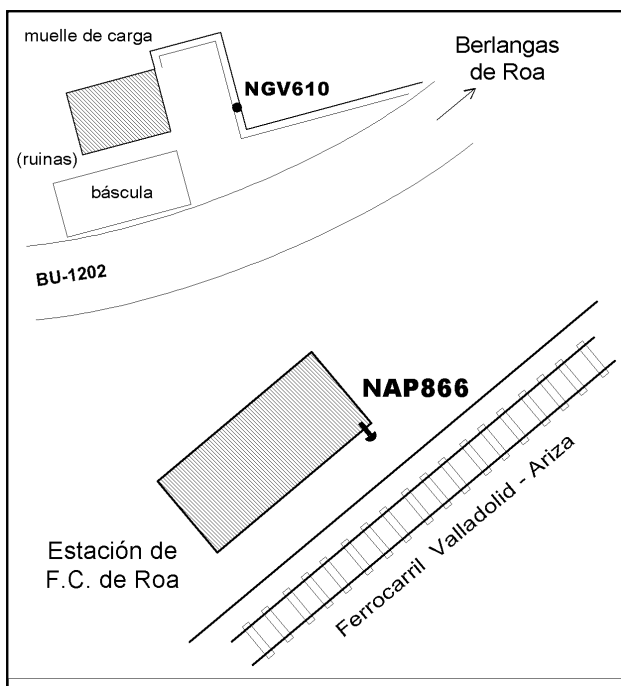 muelle de carga
NGV610
Berlangas
de Roa
(ruinas)
báscula
BU-1202
NAP866
Estación de
F.C. de Roa
Ferrocarril Valladolid - Ariza